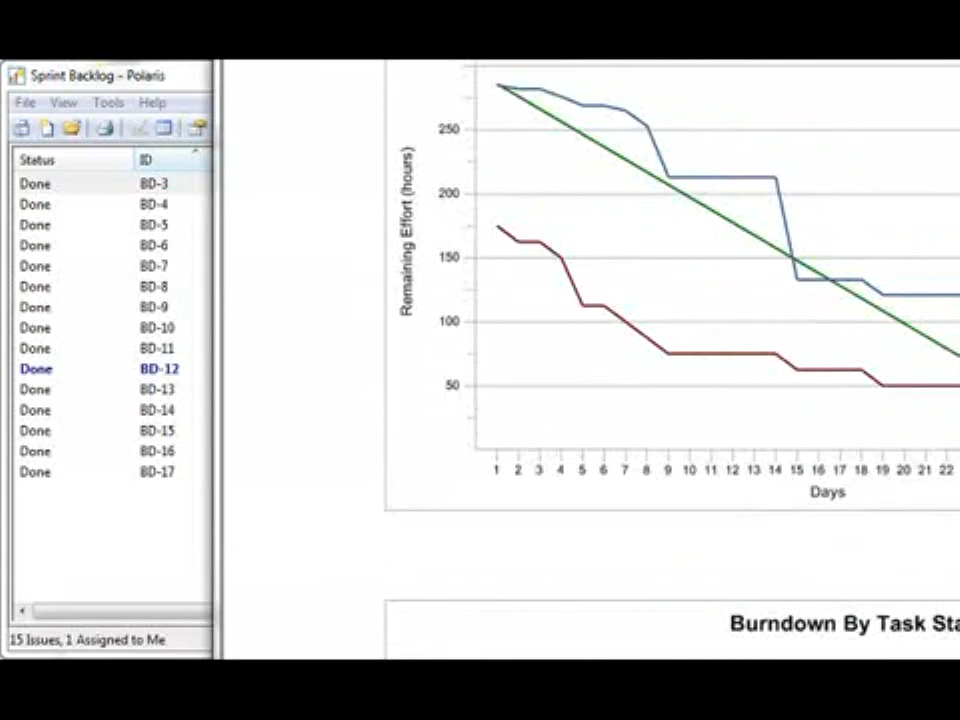 Sprint Backlog - Polaris
File View Tools Help
Status ID
Done BD-3
Done BD-4
Done BD-5
Done BD-6
Done BD-7
Done BD-8
Done BD-9
Done BD-10
Done BD-11
Done BD-12
Done BD-13
Done BD-14
Done BD-15
Done BD-16
Done BD-17
15 Issues, 1 Assigned to Me
Remaining Effort (hours)
250
200
150
100
50
1 2 3 4 5 6 7 8 9 10 11 12 13 14 15 16 17 18 19 20 21 22
Days
Burndown By Task Sta